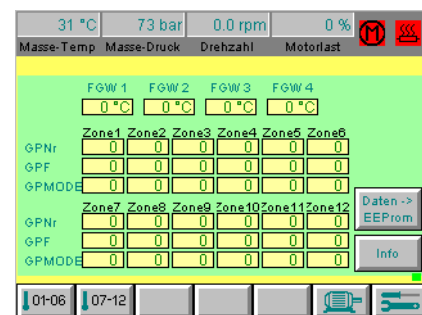 31 °C 73 bar 0.0 rpm 0 %
Masse-Temp Masse-Druck Drehzahl Motorlast
M
FGW 1 FGW 2 FGW 3 FGW 4
0 °C 0 °C 0 °C 0 °C
Zone1 Zone2 Zone3 Zone4 Zone5 Zone6
GPNr 0 0 0 0 0 0
GPF 0 0 0 0 0 0
GPMODE 0 0 0 0 0 0
Zone7 Zone8 Zone9 Zone10 Zone11 Zone12
GPNr 0 0 0 0 0 0
GPF 0 0 0 0 0 0
GPMODE 0 0 0 0 0 0
Daten ->
EEProm
Info
01-06 07-12